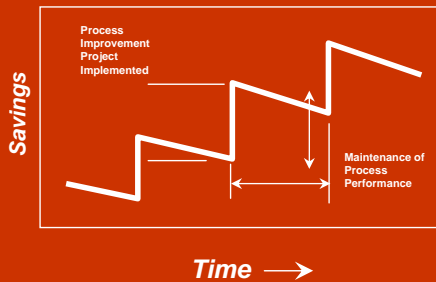 Process
Improvement
Project
Implemented
Savings
Maintenance of
Process
Performance
Time